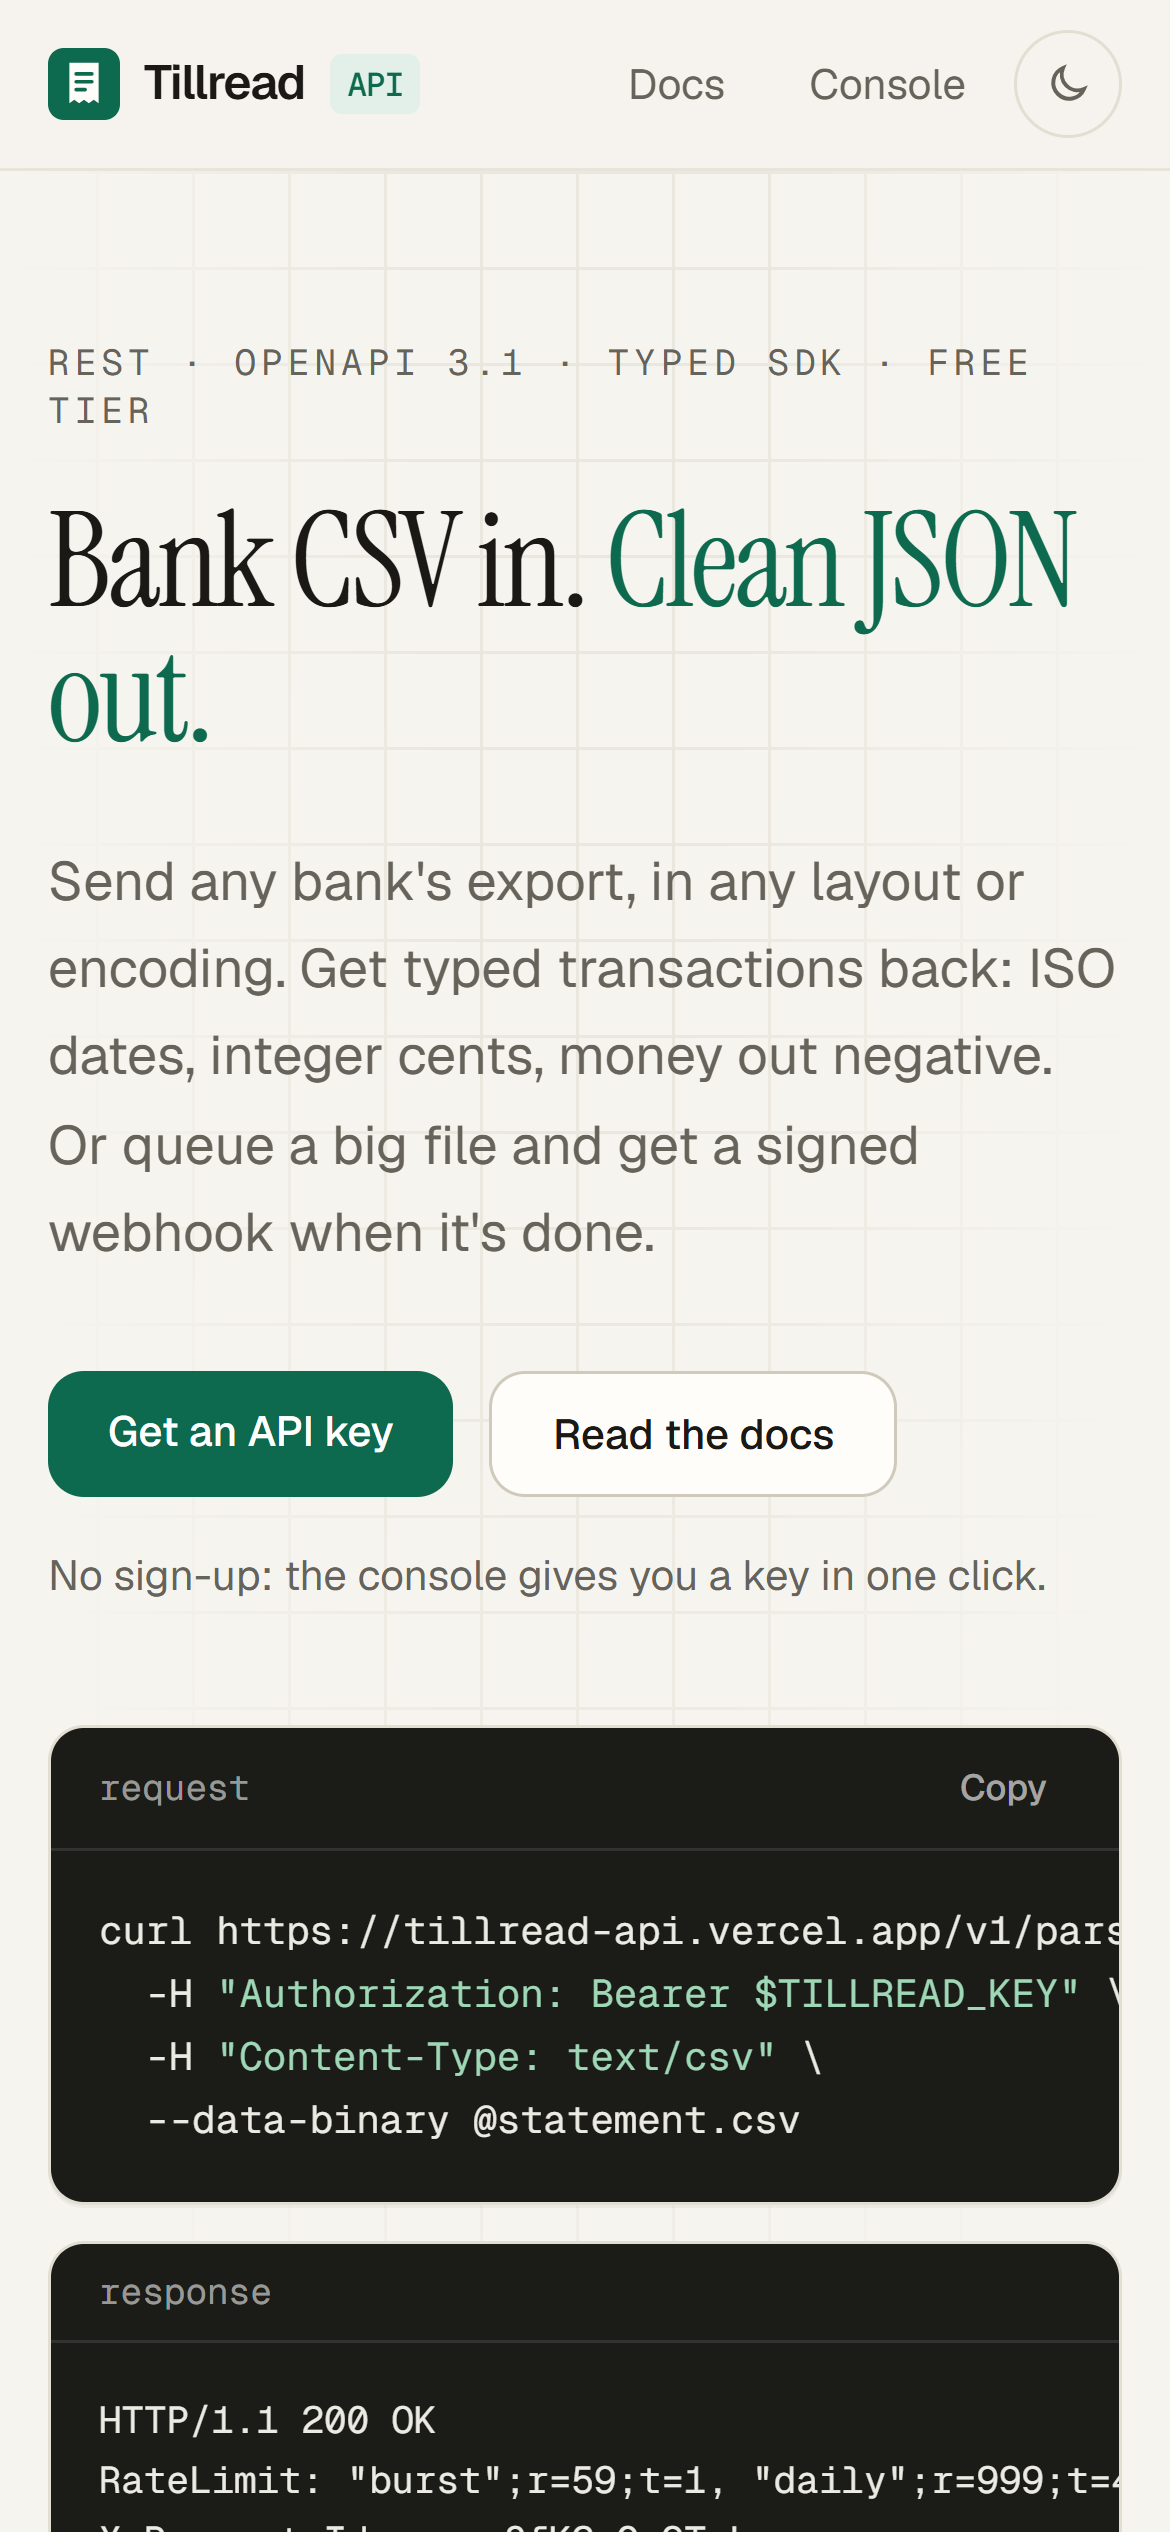 Tillread API Docs Console
REST · OPENAPI 3.1 · TYPED SDK · FREE
TIER
Bank CSV in. Clean JSON
out.
Send any bank's export, in any layout or
encoding. Get typed transactions back: ISO
dates, integer cents, money out negative.
Or queue a big file and get a signed
webhook when it's done.
Get an API key Read the docs
No sign-up: the console gives you a key in one click.
request Copy
curl https://tillread-api.vercel.app/v1/pars
-H "Authorization: Bearer $TILLREAD_KEY" \
-H "Content-Type: text/csv" \
--data-binary @statement.csv
response
HTTP/1.1 200 OK
RateLimit: "burst";r=59;t=1, "daily";r=999;t=